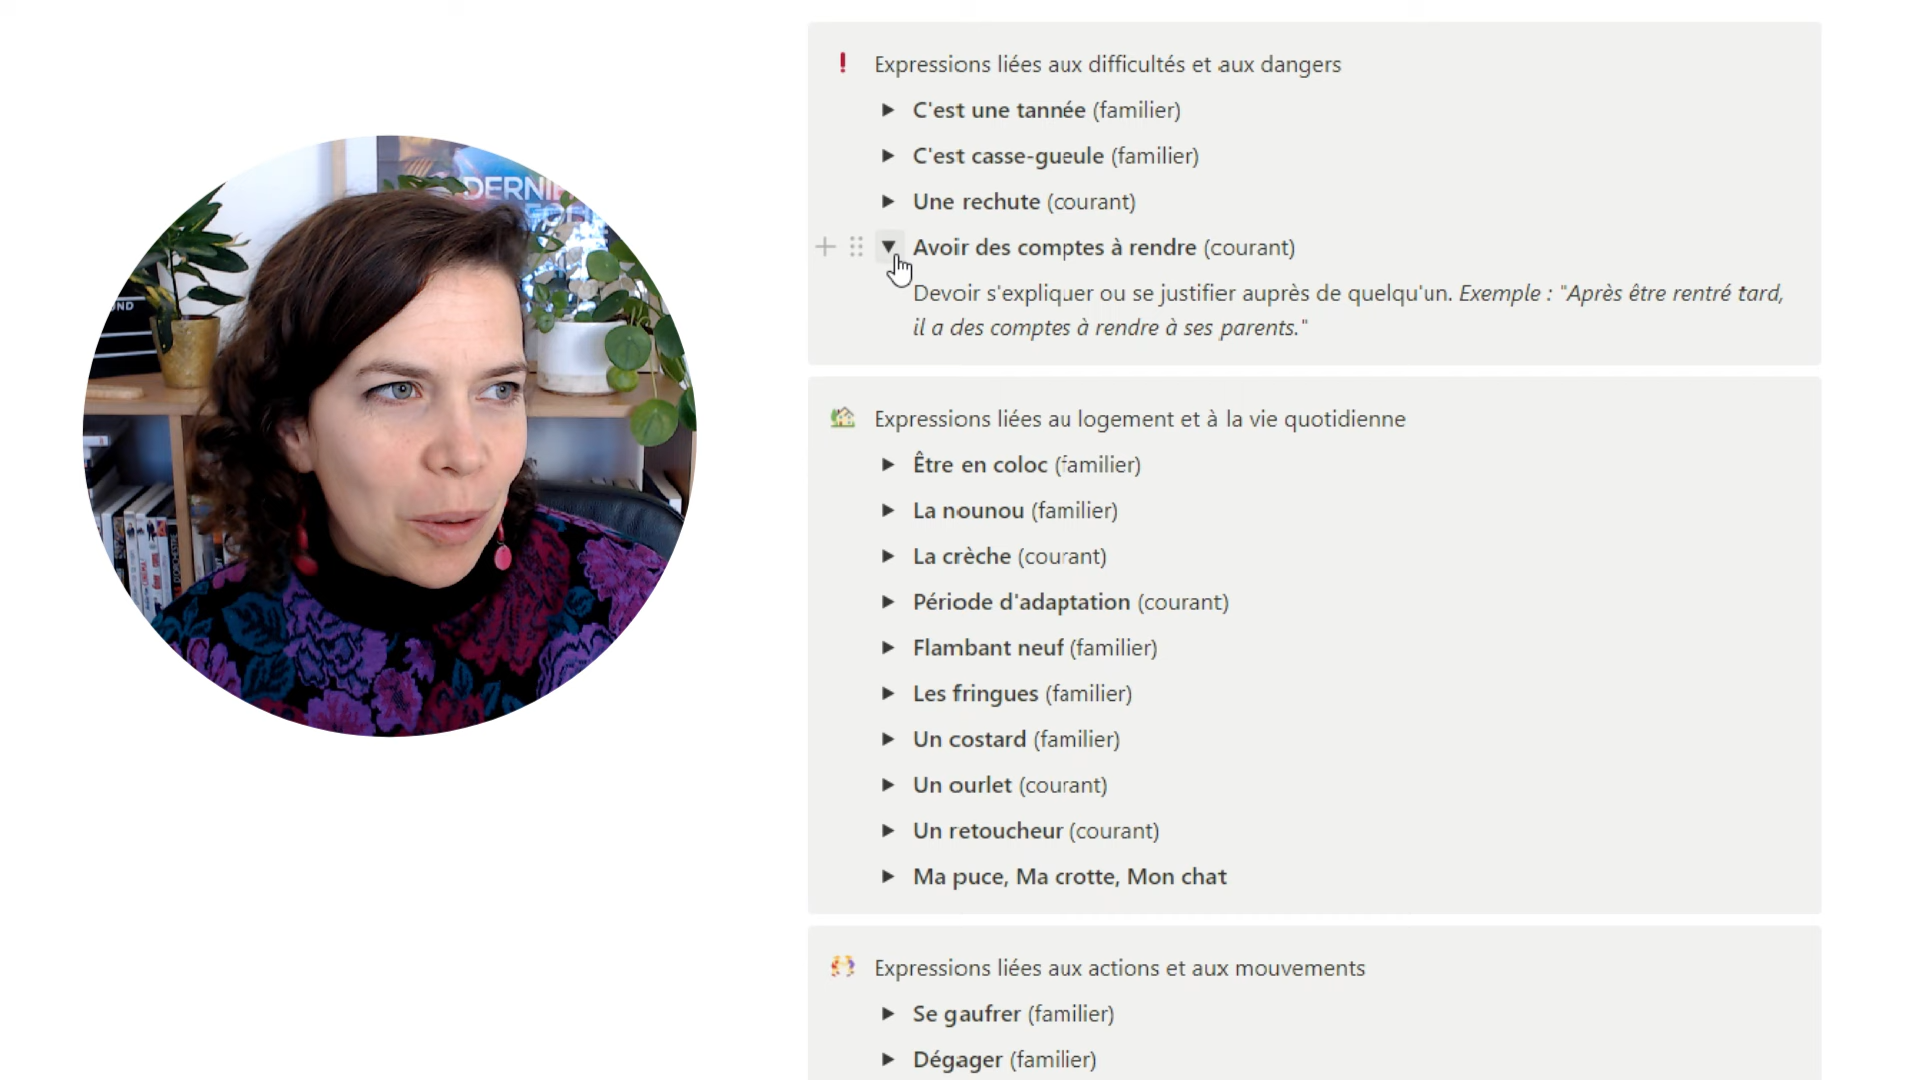 DERNI
OND
Expressions liées aux difficultés et aux dangers
C'est une tannée (familier)
C'est casse-gueule (familier)
Une rechute (courant)
Avoir des comptes à rendre (courant)
Devoir s'expliquer ou se justifier auprès de quelqu'un. Exemple : "Après être rentré tard,
il a des comptes à rendre à ses parents."
Expressions liées au logement et à la vie quotidienne
Être en coloc (familier)
La nounou (familier)
La crèche (courant)
Période d'adaptation (courant)
Flambant neuf (familier)
Les fringues (familier)
Un costard (familier)
Un ourlet (courant)
Un retoucheur (courant)
Ma puce, Ma crotte, Mon chat
Expressions liées aux actions et aux mouvements
Se gaufrer (familier)
Dégager (familier)